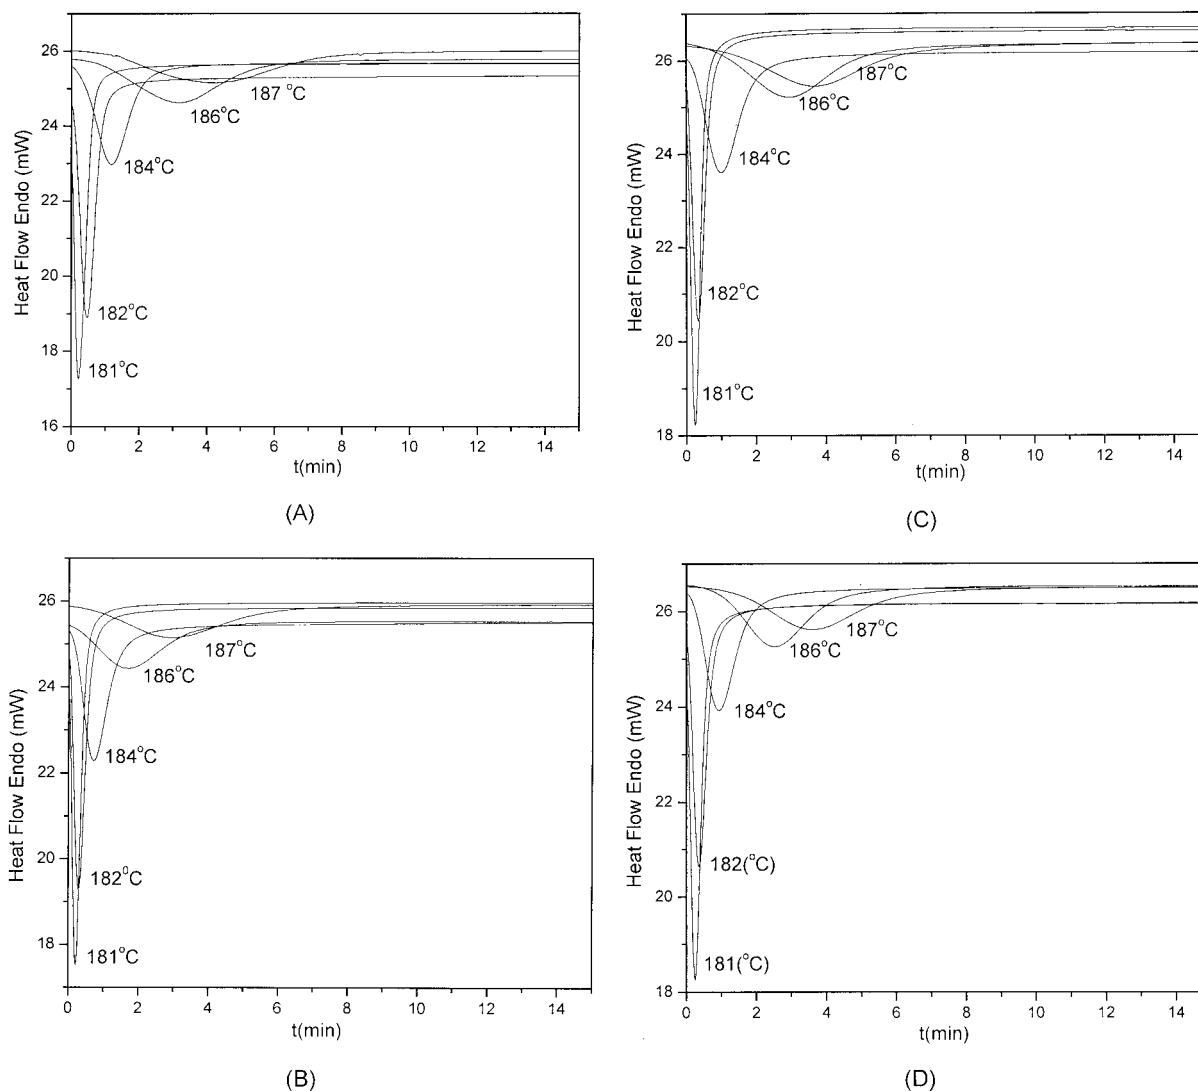 Heat Flow Endo (mW)
26
24
22
20
18
16
187 °C
186°C
184°C
182°C
181°C
0 2 4 6 8 10 12 14
t(min)
(A)
Heat Flow Endo (mW)
26
24
22
20
18
187°C
186°C
184°C
182°C
181°C
0 2 4 6 8 10 12 14
t(min)
(C)
Heat Flow Endo (mW)
26
24
22
20
18
187°C
186°C
184°C
182°C
181°C
0 2 4 6 8 10 12 14
t(min)
(B)
Heat Flow Endo (mW)
26
24
22
20
18
187°C
186°C
184°C
182(°C)
181(°C)
0 2 4 6 8 10 12 14
t(min)
(D)